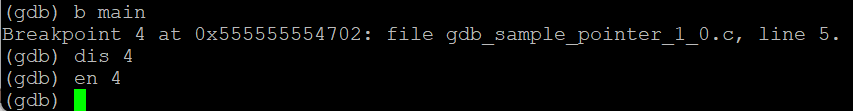 (gdb) b main
Breakpoint 4 at 0x555555554702: file gdb_sample_pointer_1_0.c, line 5.
(gdb) dis 4
(gdb) en 4
(gdb)